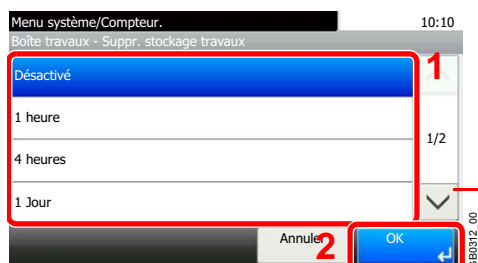 Menu système/Compteur.
10:10
Boîte travaux - Suppr. stockage travaux
Désactivé
1
1 heure
1/2
4 heures
1 Jour
Annuler
2
OK
GB0312_00